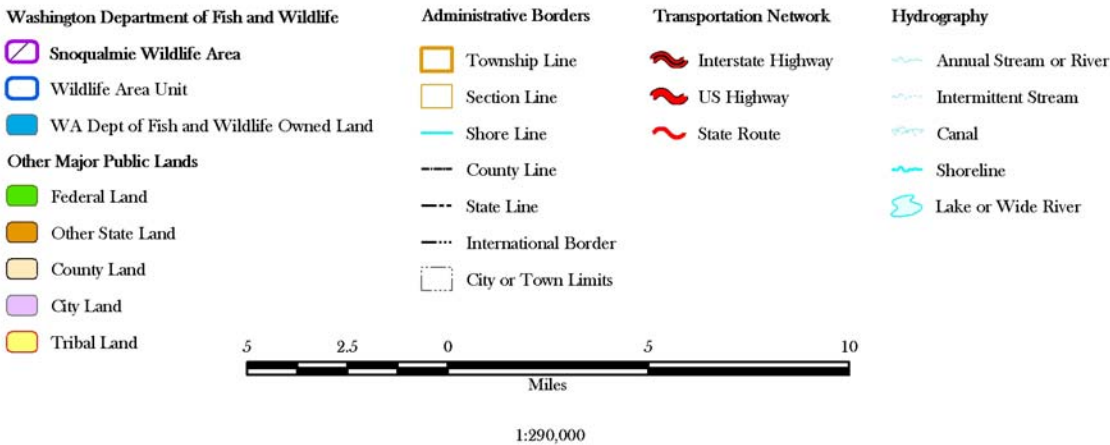 Washington Department of Fish and Wildlife
Snoqualmie Wildlife Area
Wildlife Area Unit
WA Dept of Fish and Wildlife Owned Land
Other Major Public Lands
Federal Land
Other State Land
County Land
City Land
Tribal Land
Administrative Borders
Township Line
Section Line
Shore Line
County Line
State Line
International Border
City or Town Limits
Transportation Network
Interstate Highway
US Highway
State Route
Hydrography
Annual Stream or River
Intermittent Stream
Canal
Shoreline
Lake or Wide River
5 2.5 0 5 10
Miles
1:290,000